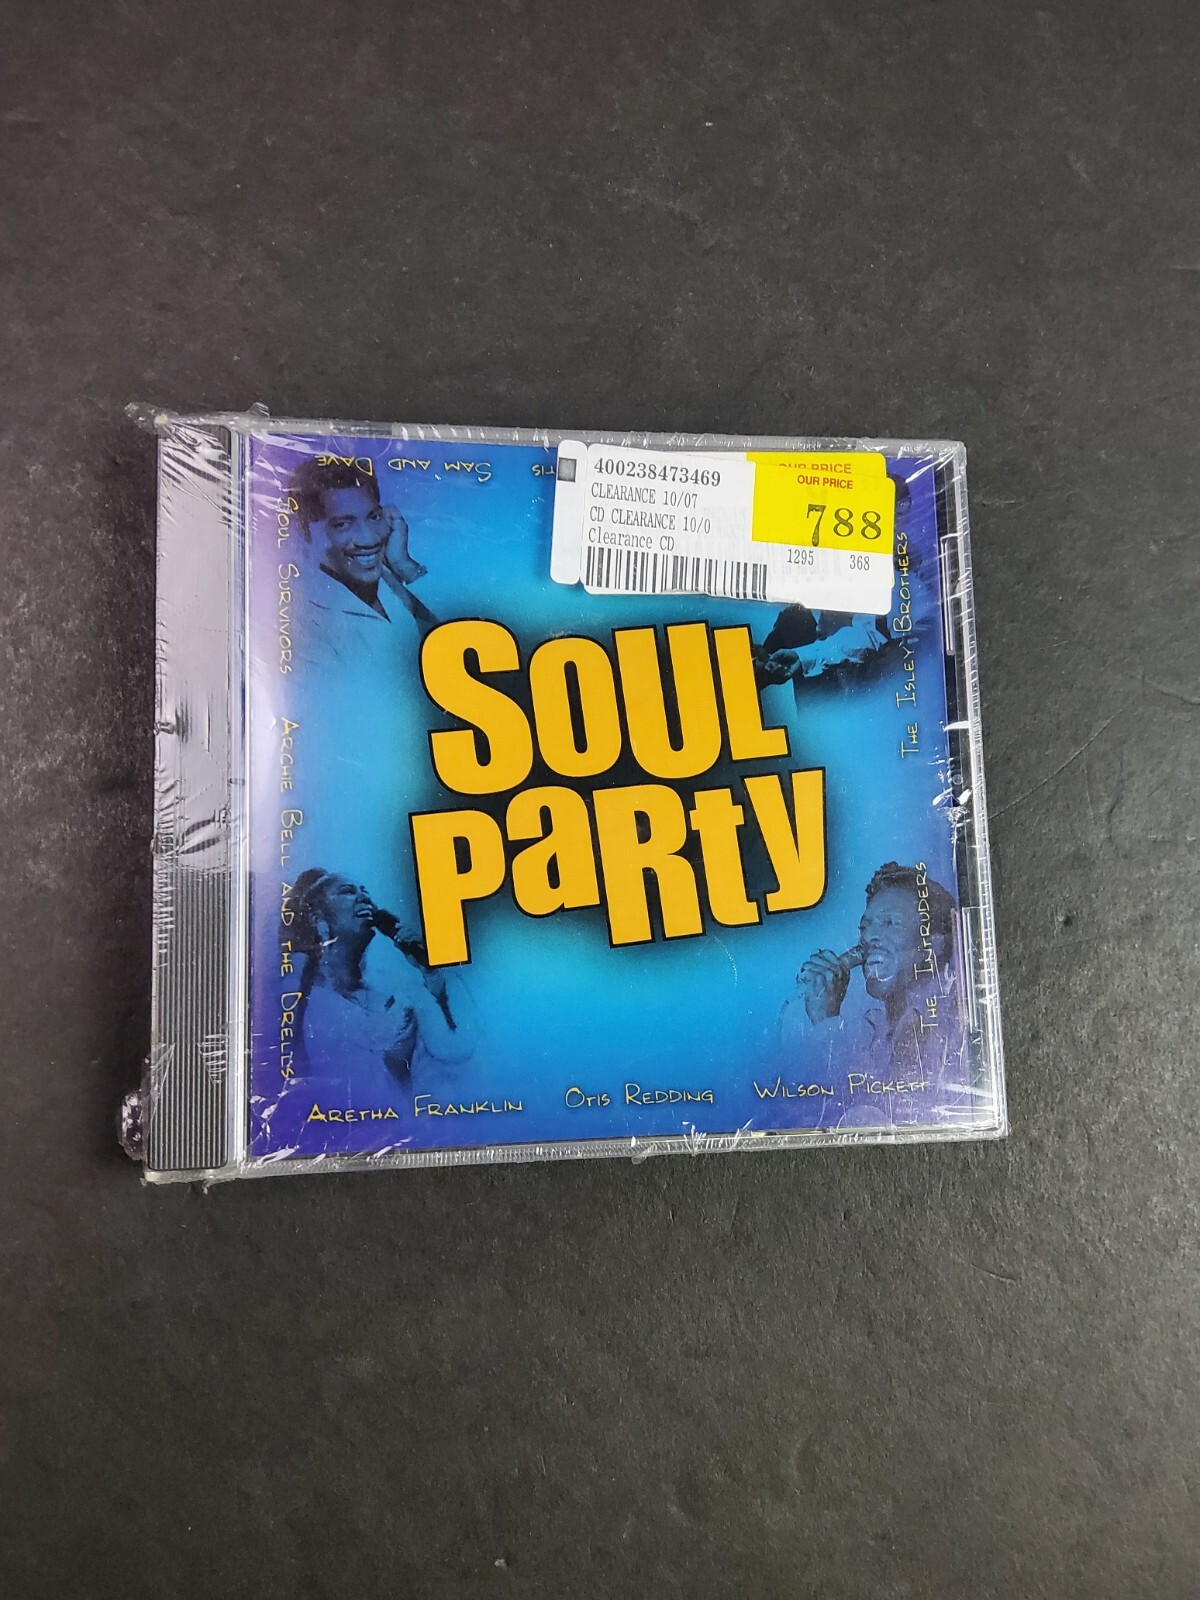 SAM AND DAVE
400238473469
CLEARANCE 10/07
CD CLEARANCE 10/0
Clearance CD
OUR PRICE
OUR PRICE
788
1295 368
SOUL SURVIVORS
ARCHIE BELL AND THE DRELLS
THE ISLEY BROTHERS
THE INTRUDERS
SOUL
PARTY
ARETHA FRANKLIN OTIS REDDING WILSON PICKETT